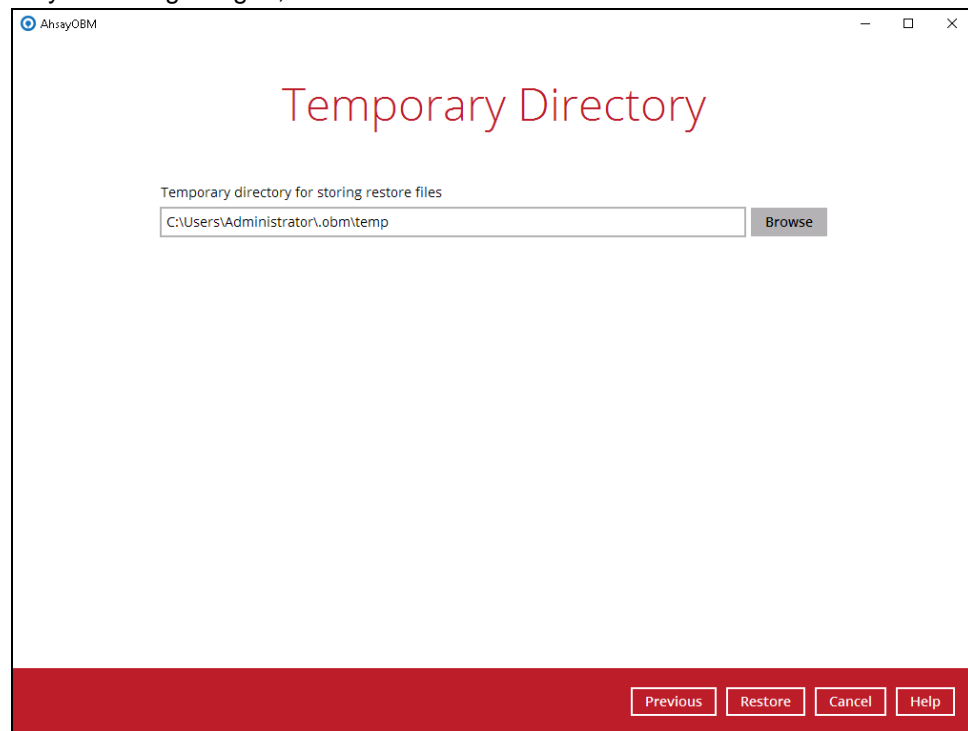 AhsayOBM
Temporary Directory
Temporary directory for storing restore files
C:\Users\Administrator\.obm\temp
Browse
Previous
Restore
Cancel
Help